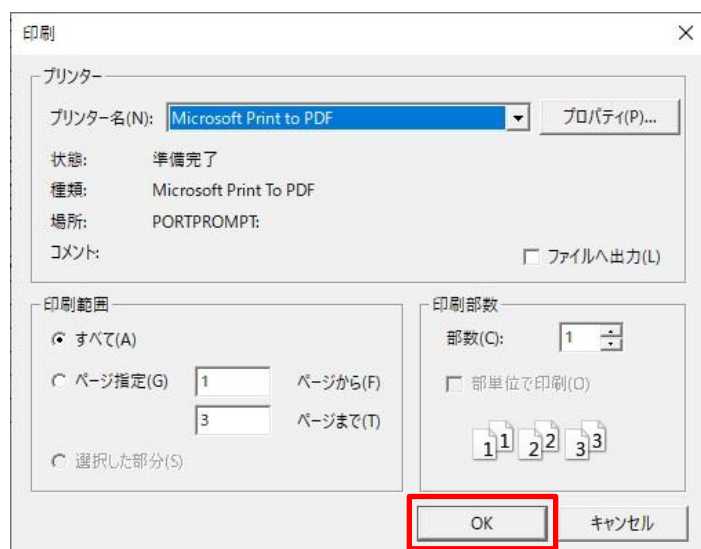 印刷
プリンター
プリンター名(N): Microsoft Print to PDF プロパティ(P)...
状態: 準備完了
種類: Microsoft Print To PDF
場所: PORTPROMPT:
コメント: ファイルへ出力(L)
印刷範囲
すべて(A)
ページ指定(G) 1 ページから(F)
3 ページまで(T)
選択した部分(S)
印刷部数
部数(C): 1
部単位で印刷(O)
1 1 2 2 3 3
OK キャンセル